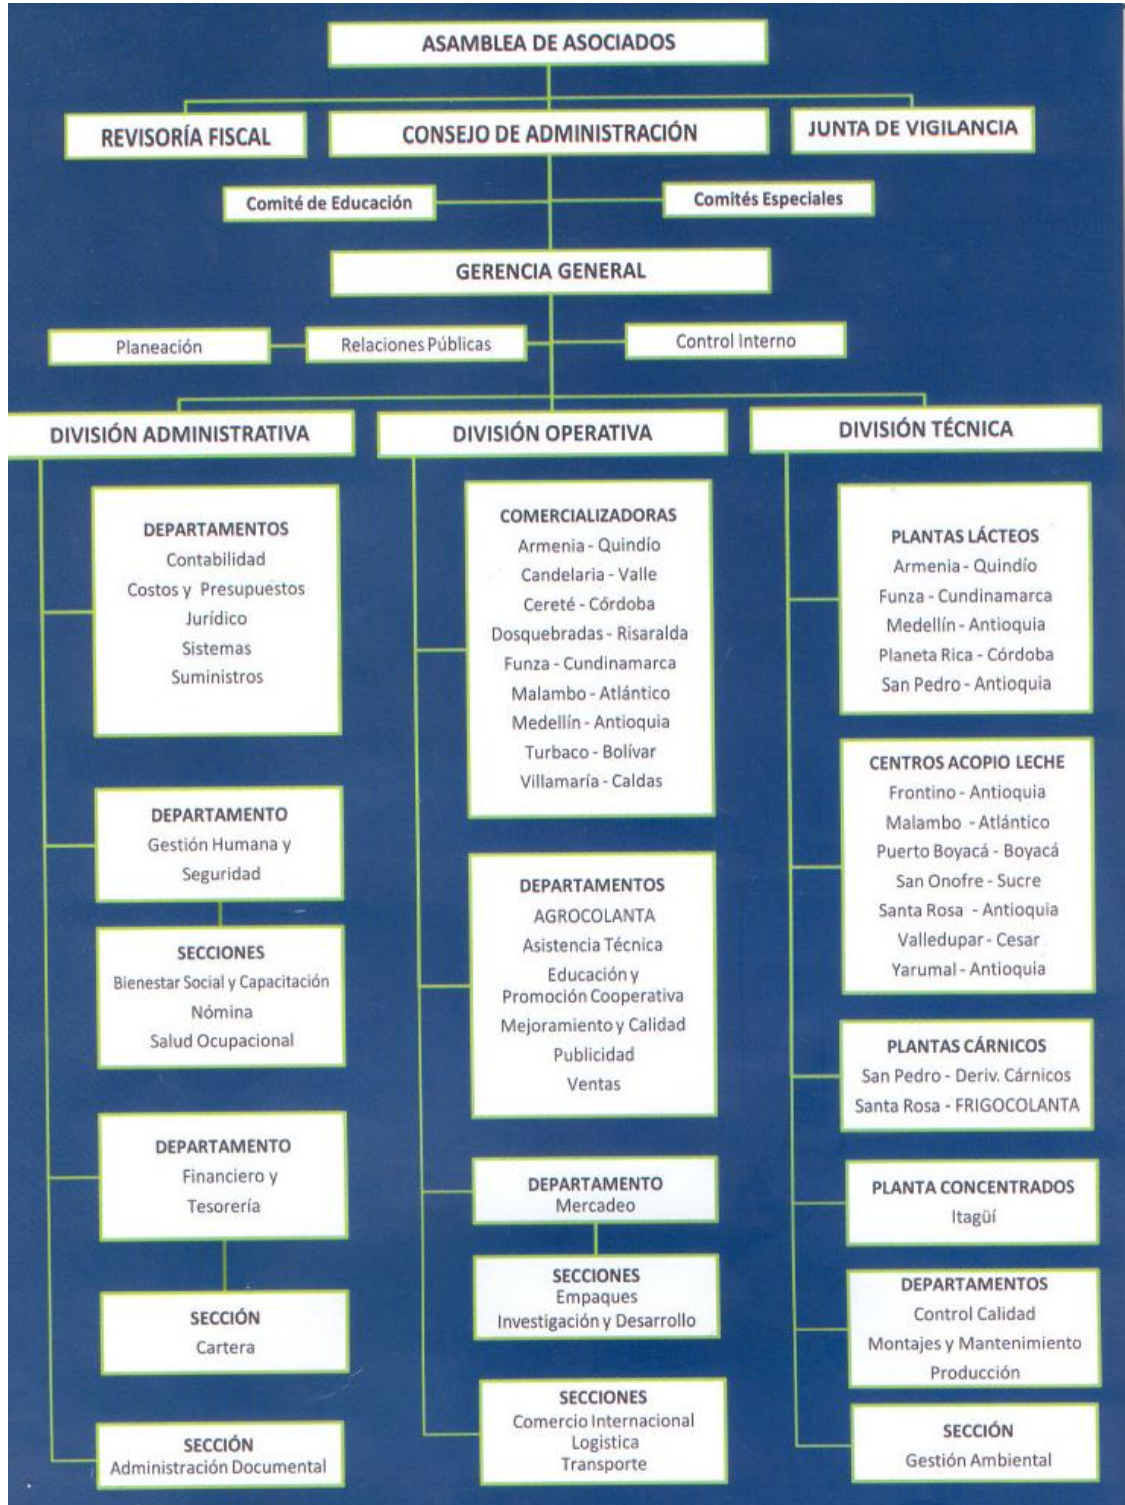 ASAMBLEA DE ASOCIADOS
REVISORÍA FISCAL
CONSEJO DE ADMINISTRACIÓN
JUNTA DE VIGILANCIA
Comité de Educación
Comités Especiales
GERENCIA GENERAL
Planeación
Relaciones Públicas
Control Interno
DIVISIÓN ADMINISTRATIVA
DEPARTAMENTOS
Contabilidad
Costos y Presupuestos
Jurídico
Sistemas
Suministros
DEPARTAMENTO
Gestión Humana y
Seguridad
SECCIONES
Bienestar Social y Capacitación
Nómina
Salud Ocupacional
DEPARTAMENTO
Financiero y
Tesorería
SECCIÓN
Cartera
SECCIÓN
Administración Documental
DIVISIÓN OPERATIVA
COMERCIALIZADORAS
Armenia - Quindío
Candelaria - Valle
Cereté - Córdoba
Dosquebradas - Risaralda
Funza - Cundinamarca
Malambo - Atlántico
Medellín - Antioquia
Turbaco - Bolívar
Villamaría - Caldas
DEPARTAMENTOS
AGROCOLANTA
Asistencia Técnica
Educación y
Promoción Cooperativa
Mejoramiento y Calidad
Publicidad
Ventas
DEPARTAMENTO
Mercadeo
SECCIONES
Empaques
Investigación y Desarrollo
SECCIONES
Comercio Internacional
Logistica
Transporte
DIVISIÓN TÉCNICA
PLANTAS LÁCTEOS
Armenia - Quindío
Funza - Cundinamarca
Medellín - Antioquia
Planeta Rica - Córdoba
San Pedro - Antioquia
CENTROS ACOPIO LECHE
Frontino - Antioquia
Malambo - Atlántico
Puerto Boyacá - Boyacá
San Onofre - Sucre
Santa Rosa - Antioquia
Valledupar - Cesar
Yarumal - Antioquia
PLANTAS CÁRNICOS
San Pedro - Deriv. Cárnicos
Santa Rosa - FRIGOCOLANTA
PLANTA CONCENTRADOS
Itagüí
DEPARTAMENTOS
Control Calidad
Montajes y Mantenimiento
Producción
SECCIÓN
Gestión Ambiental